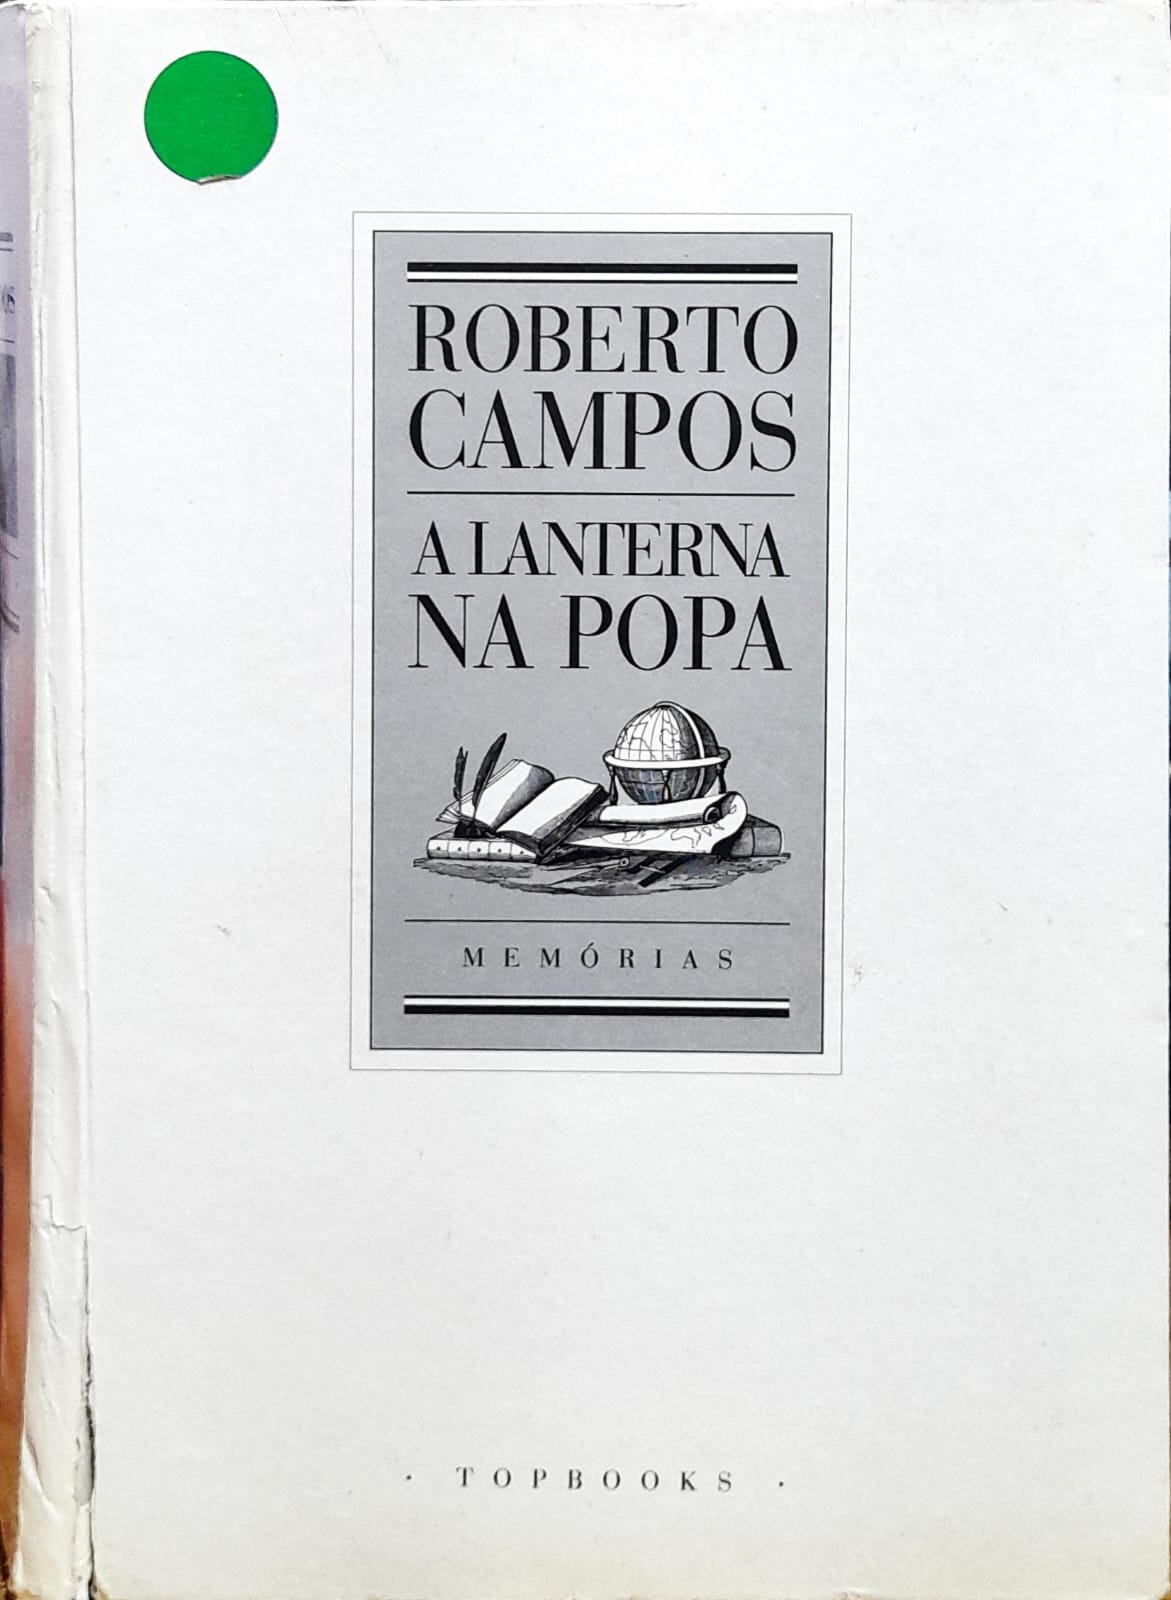 ROBERTO
CAMPOS
A LANTERNA
NA POPA
MEMÓRIAS
· TOPBOOKS ·